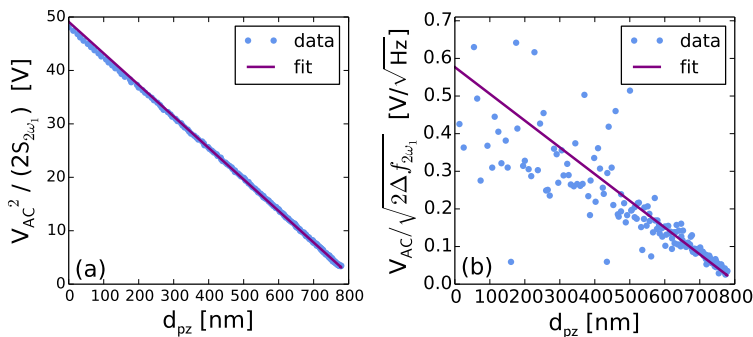 50
40
30
20
10
0
V_AC² / (2S_2ω₁) [V]
data
fit
(a)
0 100 200 300 400 500 600 700 800
d_pz [nm]
0.7
0.6
0.5
0.4
0.3
0.2
0.1
0.0
V_AC/√2Δf_2ω₁ [V/√Hz]
data
fit
(b)
0 100200300400500600700800
d_pz [nm]